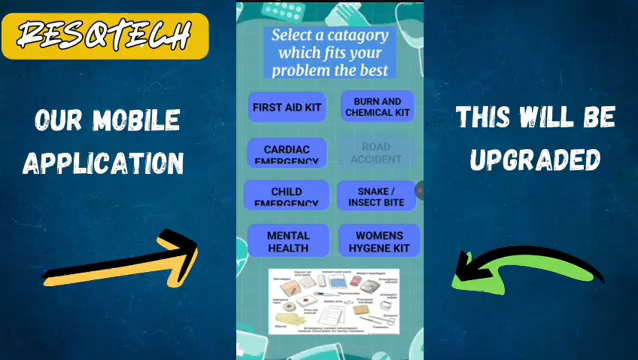 RESQTECH
OUR MOBILE
APPLICATION
Select a catagory
which fits your
problem the best
FIRST AID KIT
BURN AND
CHEMICAL KIT
CARDIAC
EMERGENCY
ROAD
ACCIDENT
CHILD
EMERGENCY
SNAKE /
INSECT BITE
MENTAL
HEALTH
WOMENS
HYGENE KIT
THIS WILL BE
UPGRADED